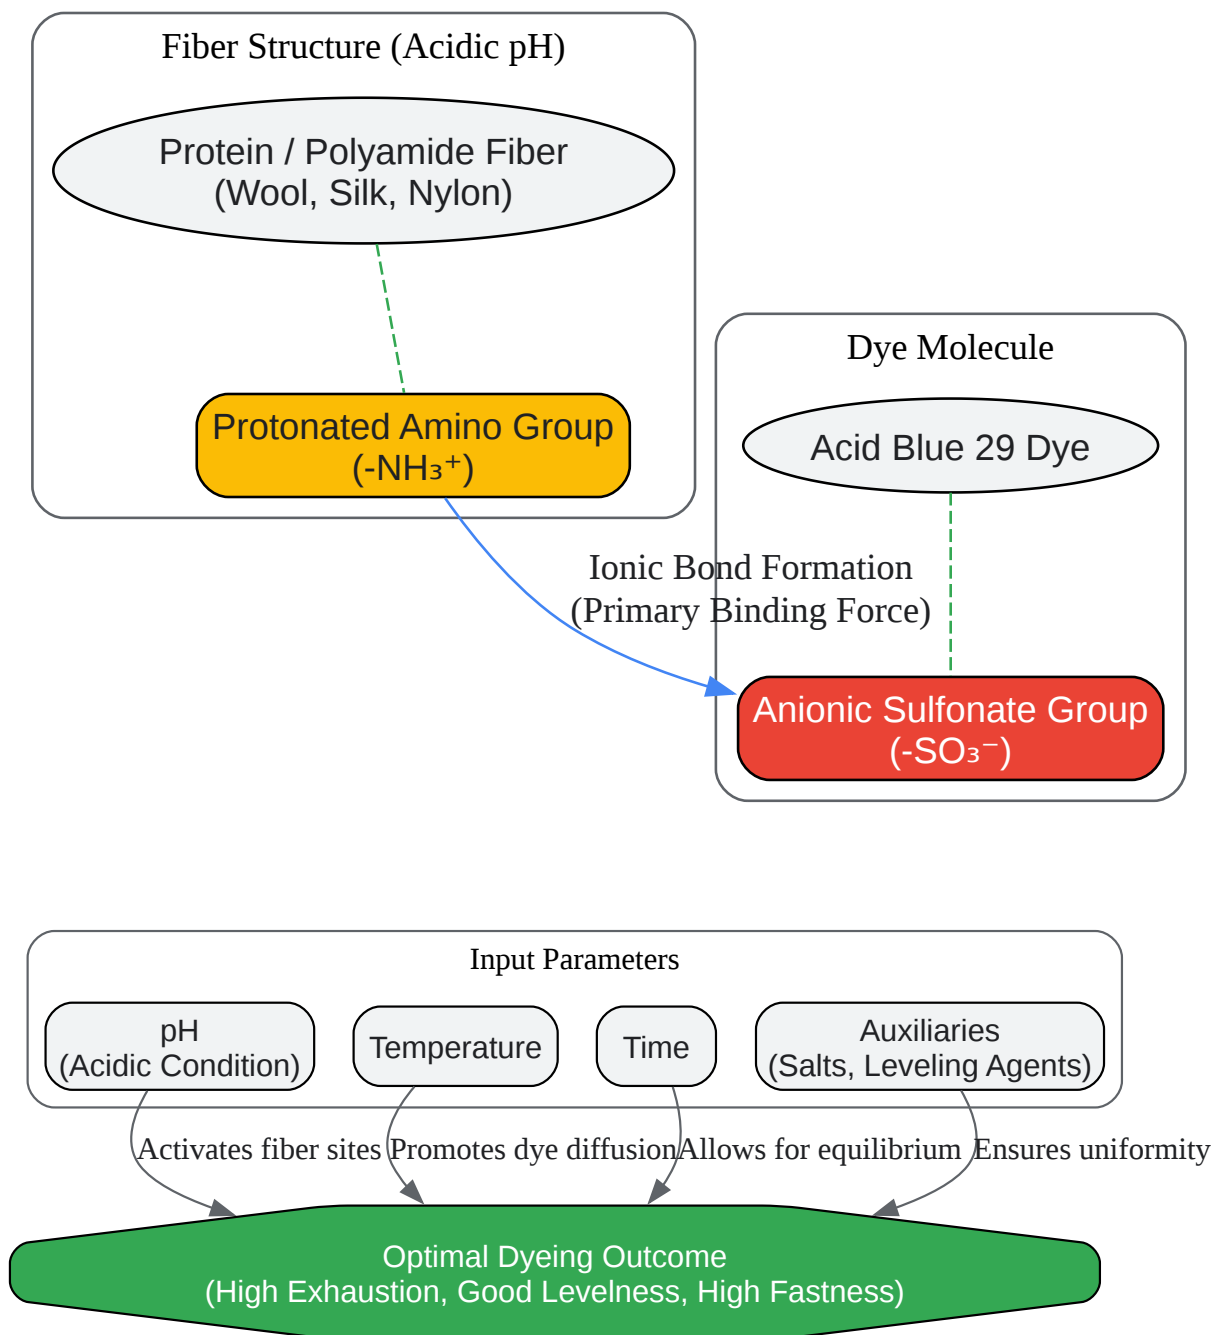 Fiber Structure (Acidic pH)
Protein / Polyamide Fiber
(Wool, Silk, Nylon)
Protonated Amino Group
(-NH₃⁺)
Dye Molecule
Acid Blue 29 Dye
Ionic Bond Formation
(Primary Binding Force)
Anionic Sulfonate Group
(-SO₃⁻)
Input Parameters
pH
(Acidic Condition)
Temperature
Time
Auxiliaries
(Salts, Leveling Agents)
Activates fiber sites
Promotes dye diffusion
Allows for equilibrium
Ensures uniformity
Optimal Dyeing Outcome
(High Exhaustion, Good Levelness, High Fastness)